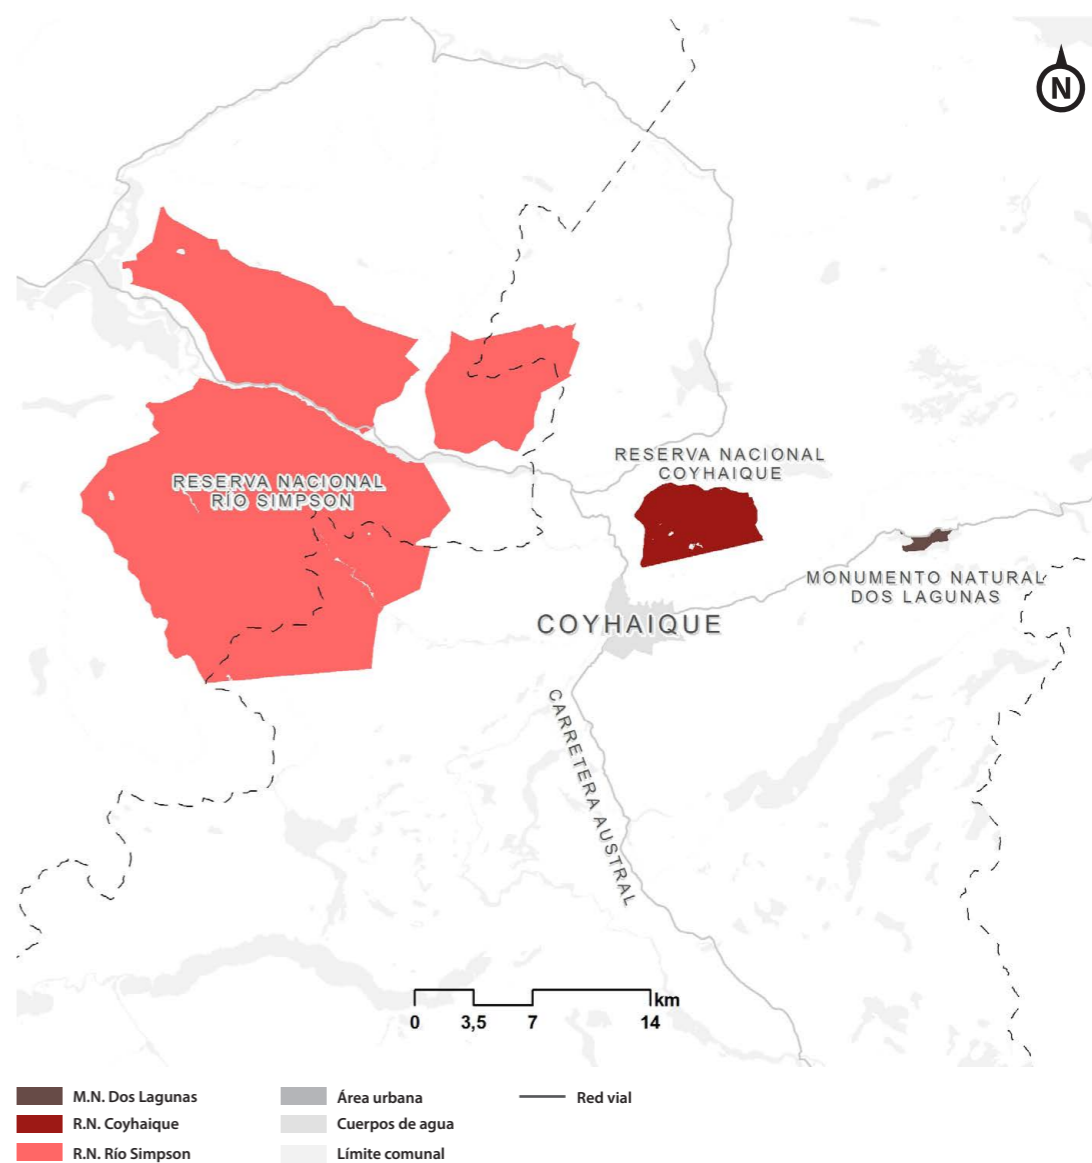 N
RESERVA NACIONAL
COYHAIQUE
RESERVA NACIONAL
RÍO SIMPSON
MONUMENTO NATURAL
DOS LAGUNAS
COYHAIQUE
CARRETERA AUSTRAL
km
0 3,5 7 14
M.N. Dos Lagunas
R.N. Coyhaique
R.N. Río Simpson
Área urbana
Cuerpos de agua
Límite comunal
Red vial